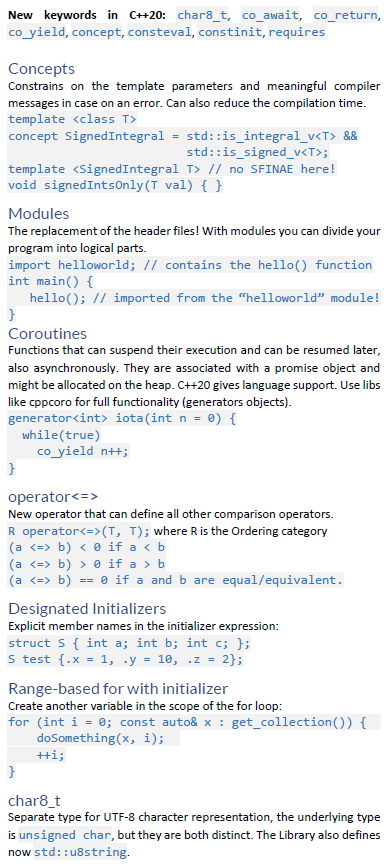 New keywords in C++20: char8_t, co_await, co_return,
co_yield, concept, consteval, constinit, requires
Concepts
Constrains on the template parameters and meaningful compiler
messages in case on an error. Can also reduce the compilation time.
template <class T>
concept SignedIntegral = std::is_integral_v<T> &&
std::is_signed_v<T>;
template <SignedIntegral T> // no SFINAE here!
void signedIntsOnly(T val) { }
Modules
The replacement of the header files! With modules you can divide your
program into logical parts.
import helloworld; // contains the hello() function
int main() {
hello(); // imported from the “helloworld” module!
}
Coroutines
Functions that can suspend their execution and can be resumed later,
also asynchronously. They are associated with a promise object and
might be allocated on the heap. C++20 gives language support. Use libs
like cppcoro for full functionality (generators objects).
generator<int> iota(int n = 0) {
while(true)
co_yield n++;
}
operator<=>
New operator that can define all other comparison operators.
R operator<=>(T, T); where R is the Ordering category
(a <=> b) < 0 if a < b
(a <=> b) > 0 if a > b
(a <=> b) == 0 if a and b are equal/equivalent.
Designated Initializers
Explicit member names in the initializer expression:
struct S { int a; int b; int c; };
S test {.x = 1, .y = 10, .z = 2};
Range-based for with initializer
Create another variable in the scope of the for loop:
for (int i = 0; const auto& x : get_collection()) {
doSomething(x, i);
++i;
}
char8_t
Separate type for UTF-8 character representation, the underlying type
is unsigned char, but they are both distinct. The Library also defines
now std::u8string.